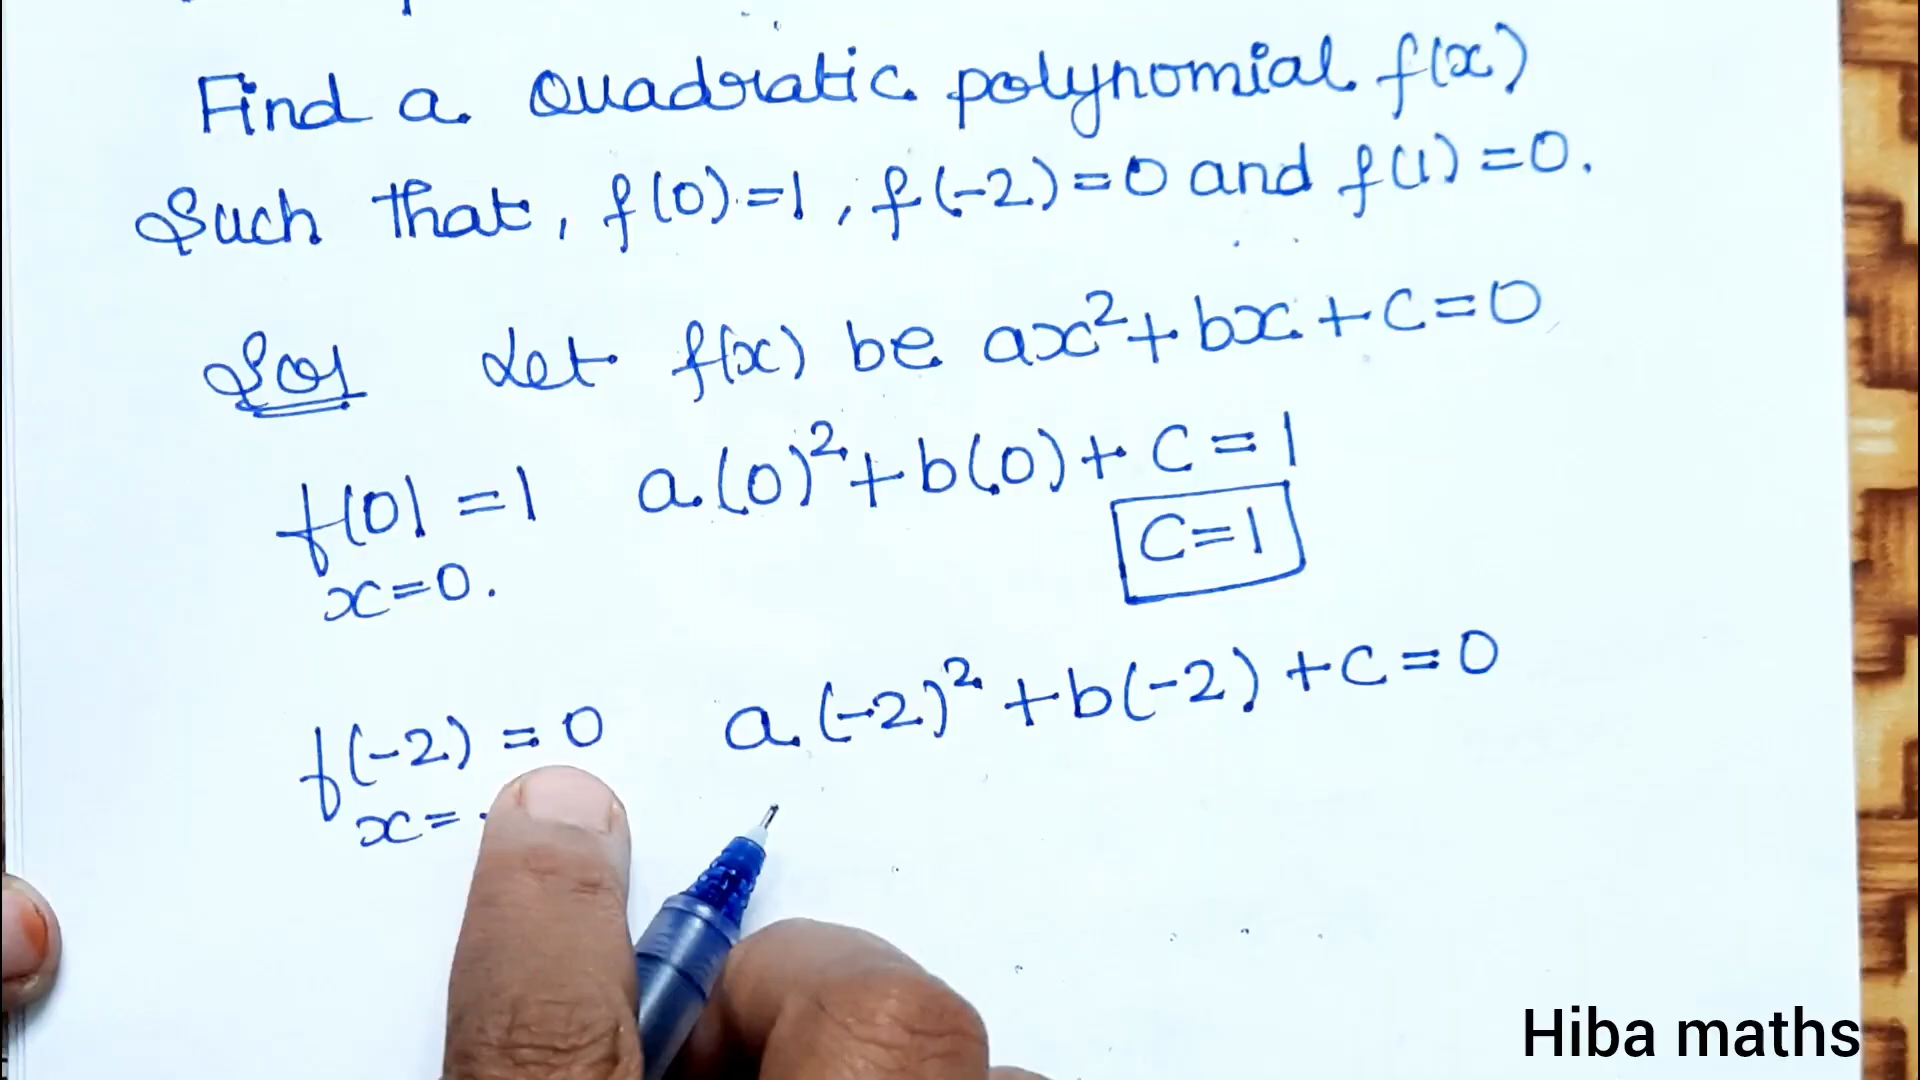 Find a quadratic polynomial f(x)
Such that, f(0)=1, f(-2)=0 and f(1)=0.
Sol Let f(x) be ax²+bx+c=0
f(0)=1 a(0)²+b(0)+c=1
x=0. c=1
f(-2)=0 a(-2)²+b(-2)+c=0
x=
Hiba maths